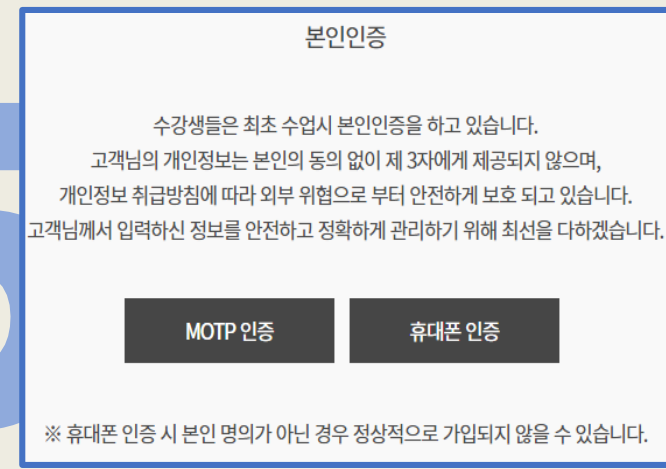 본인인증
수강생들은 최초 수업시 본인인증을 하고 있습니다.
고객님의 개인정보는 본인의 동의 없이 제 3자에게 제공되지 않으며,
개인정보 취급방침에 따라 외부 위협으로 부터 안전하게 보호 되고 있습니다.
고객님께서 입력하신 정보를 안전하고 정확하게 관리하기 위해 최선을 다하겠습니다.
MOTP 인증 휴대폰 인증
※ 휴대폰 인증 시 본인 명의가 아닌 경우 정상적으로 가입되지 않을 수 있습니다.